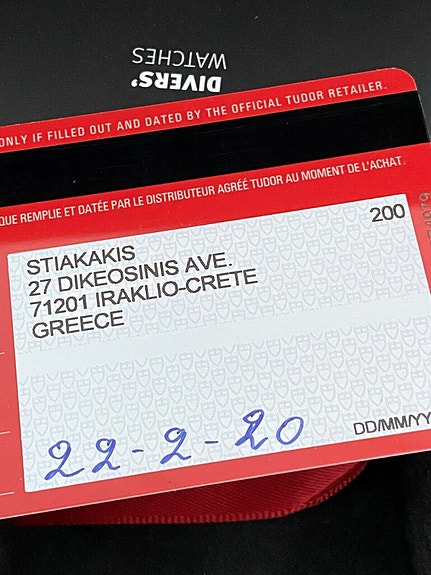 DIVERS'
WATCHES
ONLY IF FILLED OUT AND DATED BY THE OFFICIAL TUDOR RETAILER.
QUE REMPLIE ET DATÉE PAR LE DISTRIBUTEUR AGRÉÉ TUDOR AU MOMENT DE L'ACHAT.
200
STIAKAKIS
27 DIKEOSINIS AVE.
71201 IRAKLIO-CRETE
GREECE
22-2-20
DD/MM/YY